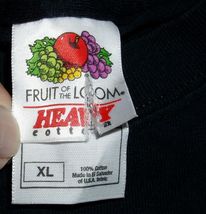 FRUIT OF THE LOOM®
HEAVY
cotton
XL
100% Cotton
Made in El Salvador
of U.S.A. fabric